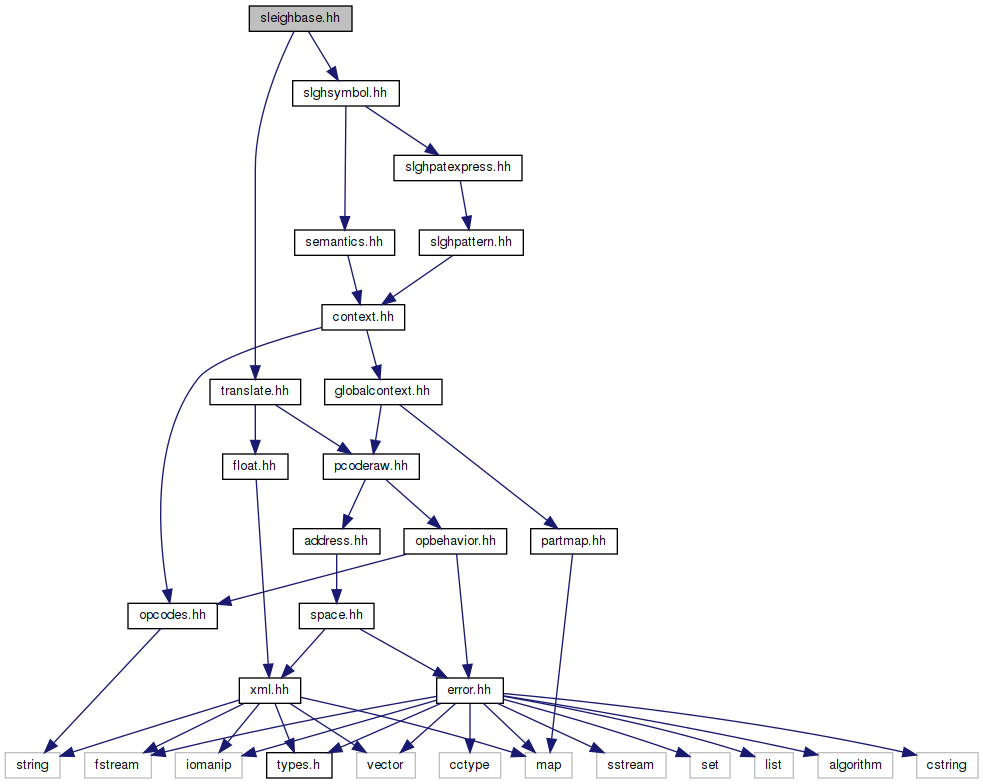 sleighbase.hh
slghsymbol.hh
slghpatexpress.hh
semantics.hh
slghpattern.hh
context.hh
translate.hh
globalcontext.hh
float.hh
pcoderaw.hh
address.hh
opbehavior.hh
partmap.hh
opcodes.hh
space.hh
xml.hh
error.hh
string
fstream
iomanip
types.h
vector
cctype
map
sstream
set
list
algorithm
cstring